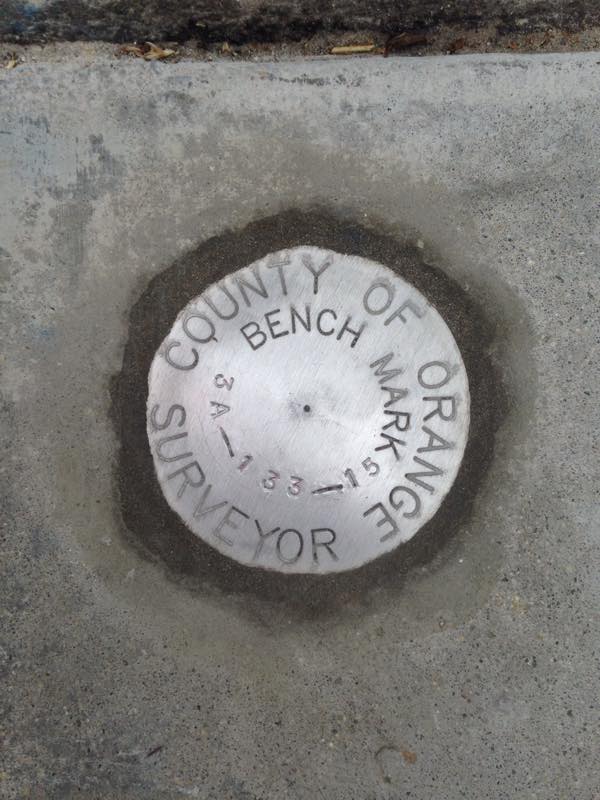 COUNTY OF ORANGE
BENCH MARK
3A-133-15
SURVEYOR